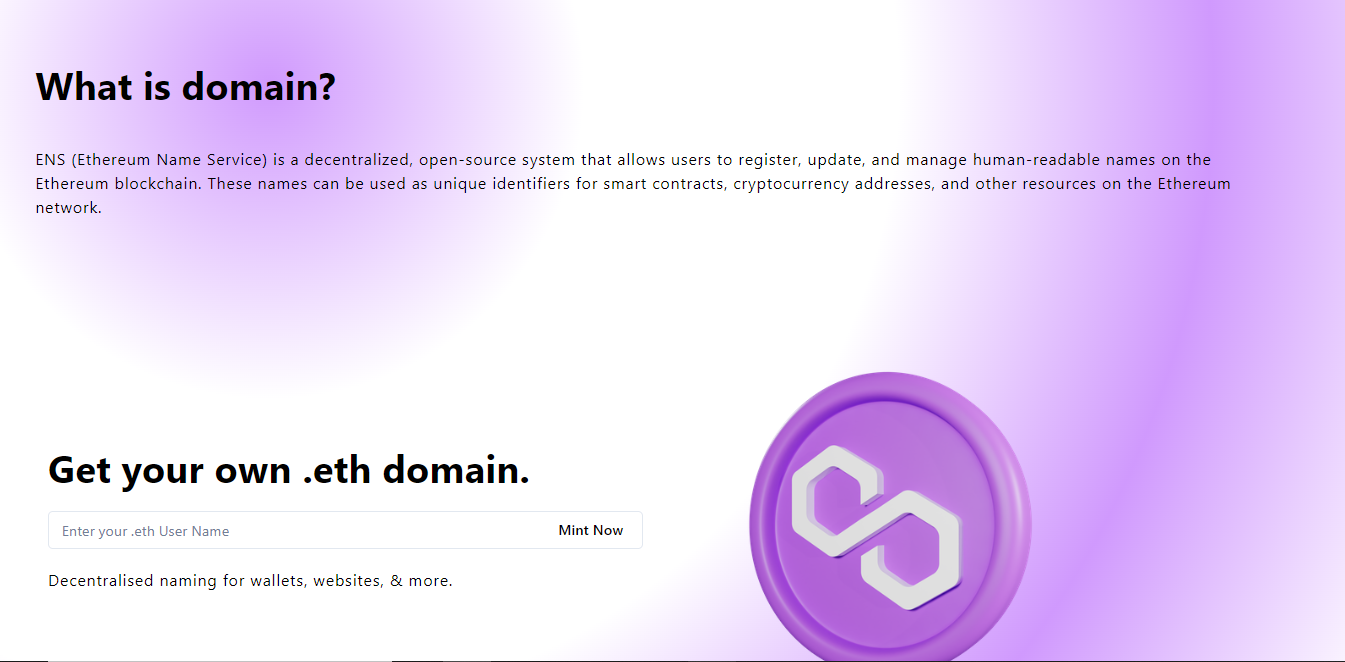 What is domain?
ENS (Ethereum Name Service) is a decentralized, open-source system that allows users to register, update, and manage human-readable names on the
Ethereum blockchain. These names can be used as unique identifiers for smart contracts, cryptocurrency addresses, and other resources on the Ethereum
network.
Get your own .eth domain.
Enter your .eth User Name
Mint Now
Decentralised naming for wallets, websites, & more.